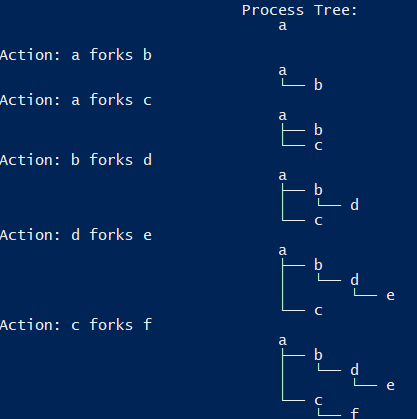 Process Tree:
a
Action: a forks b
a
└── b
Action: a forks c
a
├── b
└── c
Action: b forks d
a
├── b
│   └── d
└── c
Action: d forks e
a
├── b
│   └── d
│       └── e
└── c
Action: c forks f
a
├── b
│   └── d
│       └── e
└── c
    └── f